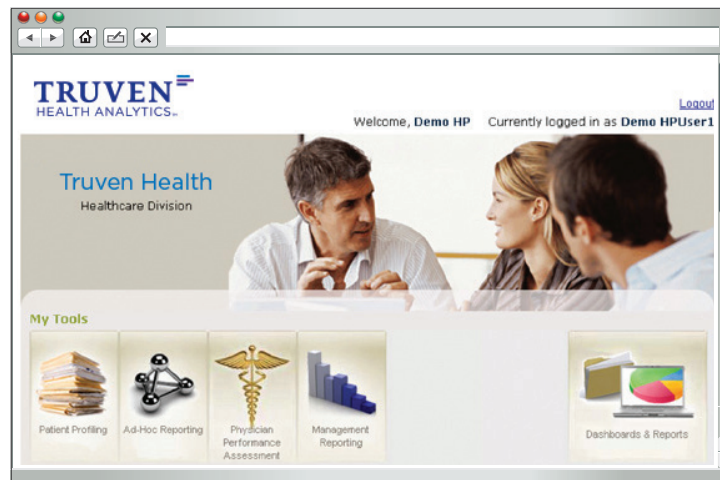 TRUVEN
HEALTH ANALYTICS
Logout
Welcome, Demo HP Currently logged in as Demo HPUser1
Truven Health
Healthcare Division
My Tools
Patient Profiling
Ad-Hoc Reporting
Physician
Performance
Assessment
Management
Reporting
Dashboards & Reports